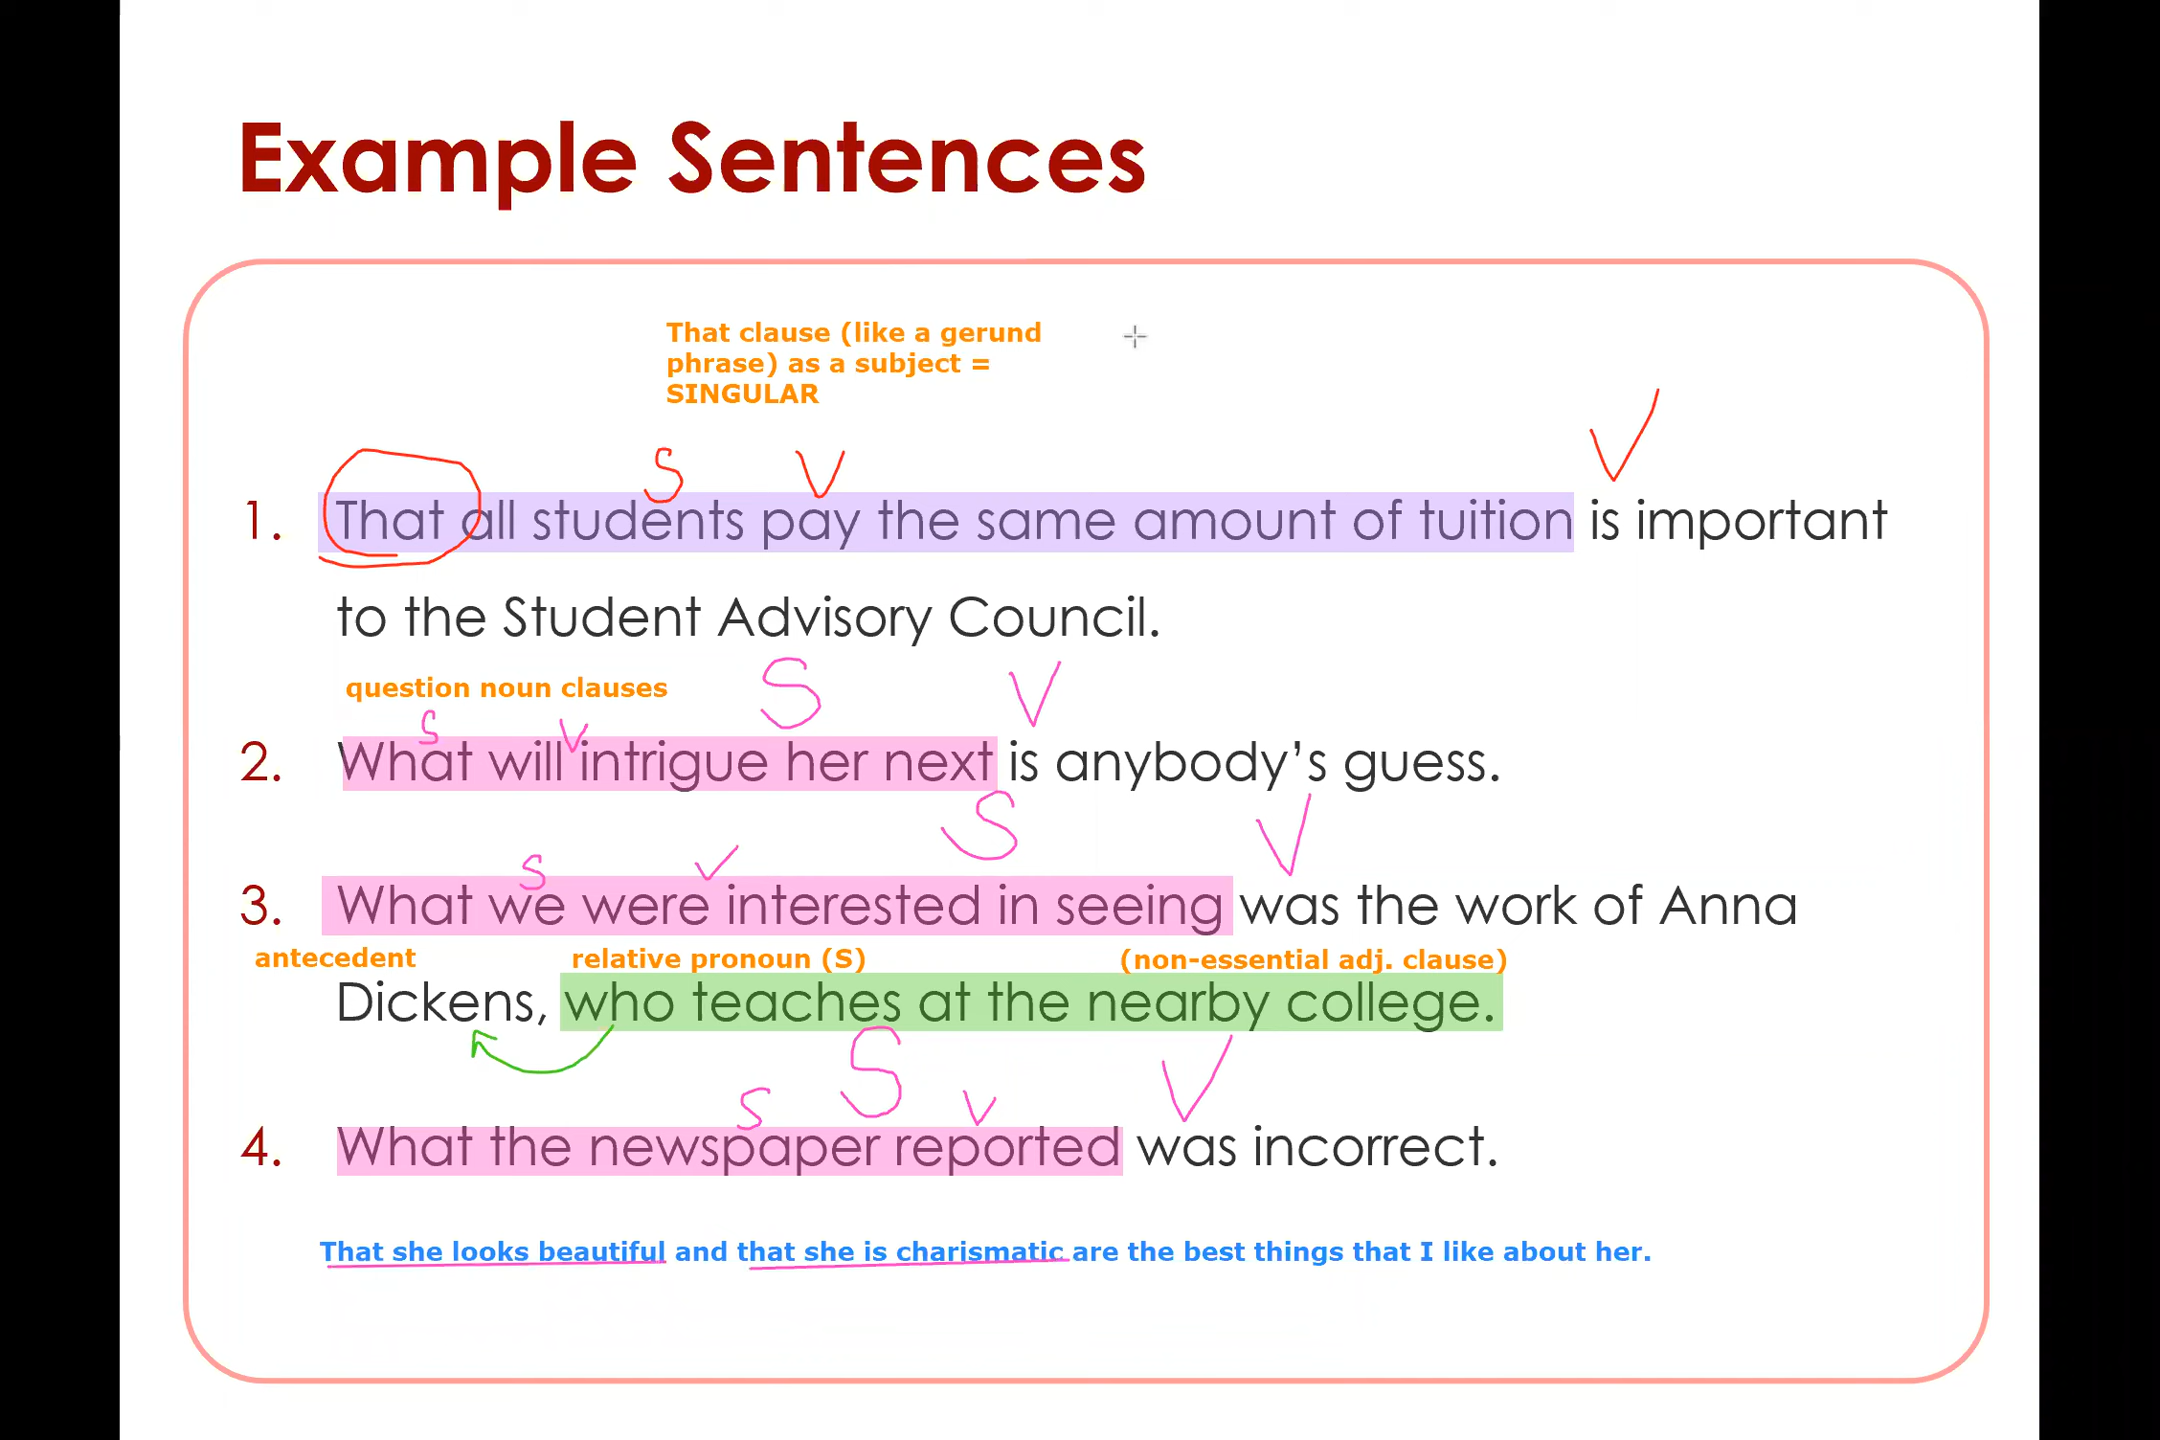 Example Sentences
That clause (like a gerund
phrase) as a subject =
SINGULAR
S V V
1. That all students pay the same amount of tuition is important
to the Student Advisory Council.
S V
question noun clauses
S V
2. What will intrigue her next is anybody's guess.
S V
S V
3. What we were interested in seeing was the work of Anna
antecedent relative pronoun (S) (non-essential adj. clause)
Dickens, who teaches at the nearby college.
S V
S V
4. What the newspaper reported was incorrect.
That she looks beautiful and that she is charismatic are the best things that I like about her.